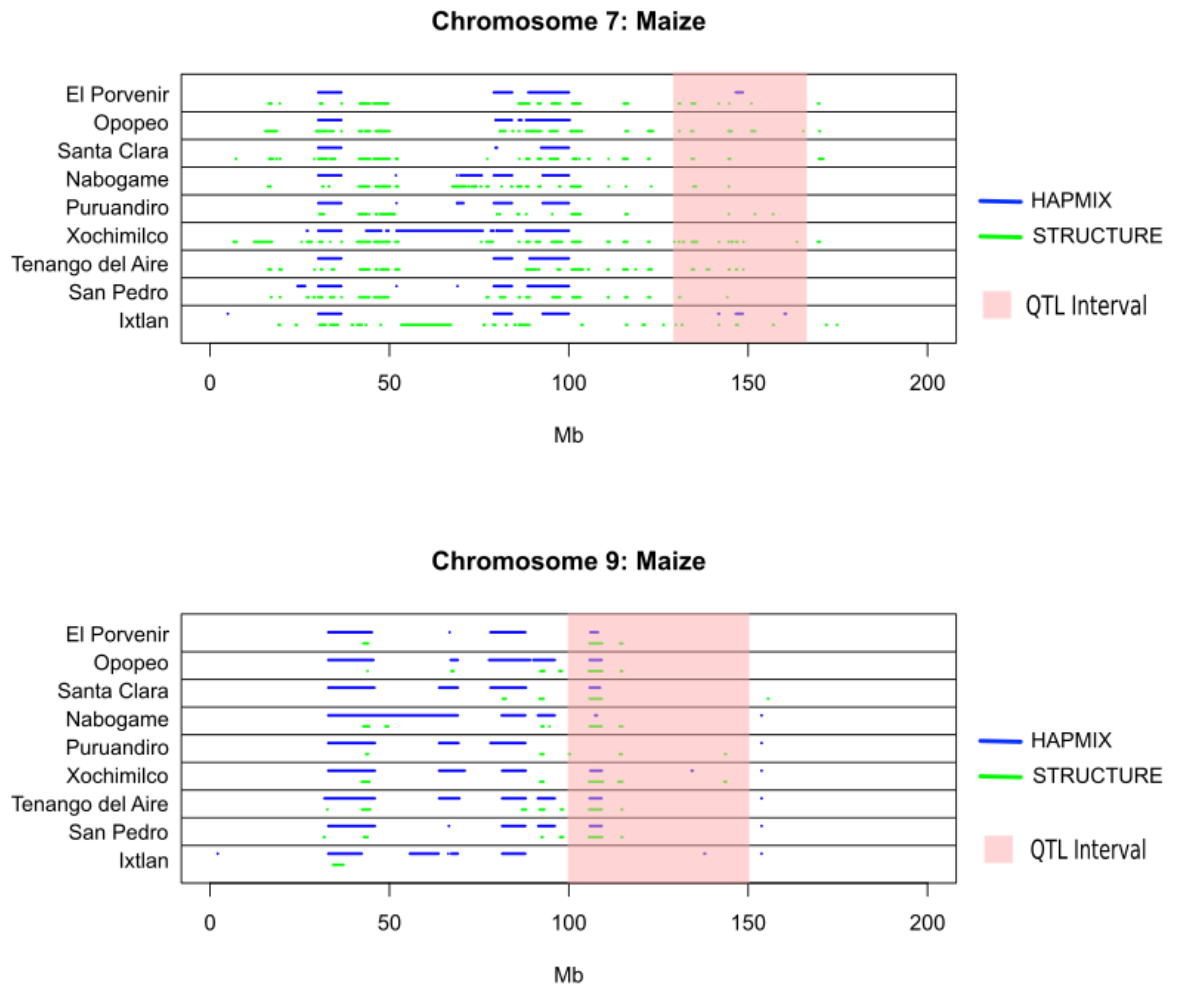 Chromosome 7: Maize
El Porvenir
Opopeo
Santa Clara
Nabogame
Puruandiro
Xochimilco
Tenango del Aire
San Pedro
Ixtlan
HAPMIX
STRUCTURE
QTL Interval
0 50 100 150 200
Mb
Chromosome 9: Maize
El Porvenir
Opopeo
Santa Clara
Nabogame
Puruandiro
Xochimilco
Tenango del Aire
San Pedro
Ixtlan
HAPMIX
STRUCTURE
QTL Interval
0 50 100 150 200
Mb